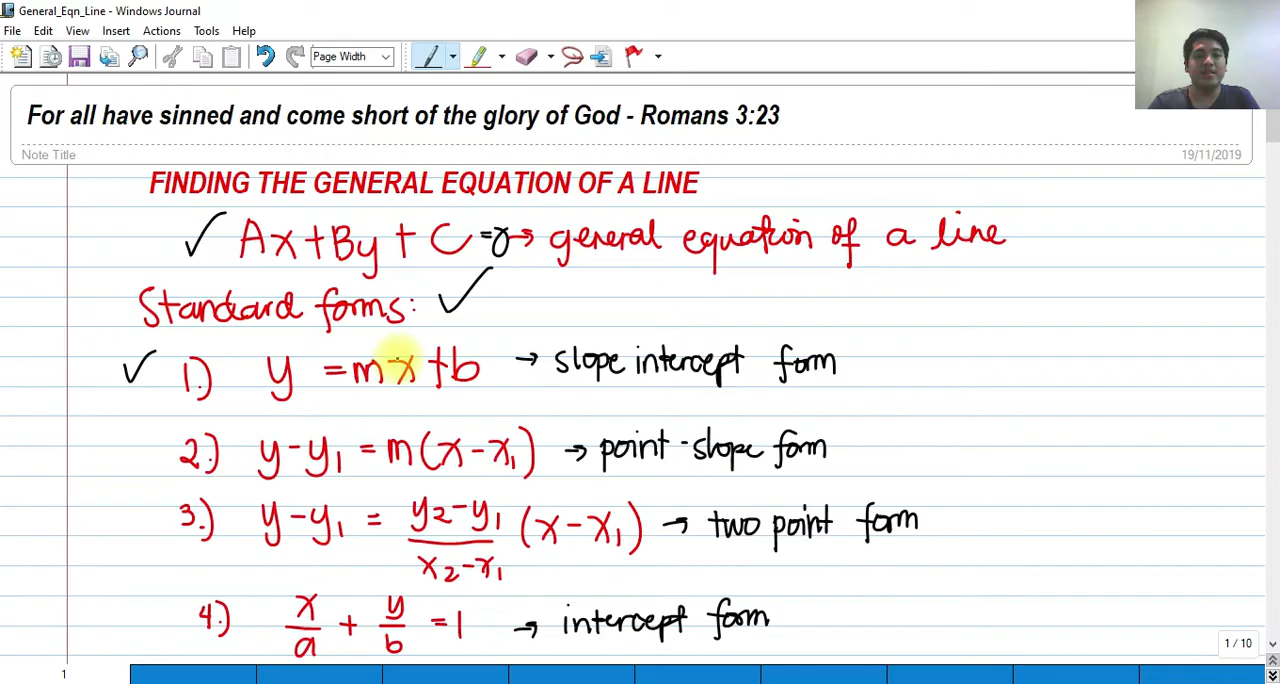 General_Eqn_Line - Windows Journal
File Edit View Insert Actions Tools Help
Page Width
For all have sinned and come short of the glory of God - Romans 3:23
Note Title
19/11/2019
FINDING THE GENERAL EQUATION OF A LINE
✓ Ax + By + C = 0 → general equation of a line
Standard forms: ✓
✓ 1.) y = mx + b → slope intercept form
2.) y - y₁ = m(x - x₁) → point-slope form
3.) y - y₁ = y₂ - y₁ / x₂ - x₁ (x - x₁) → two point form
4.) x/a + y/b = 1 → intercept form
1 / 10
1